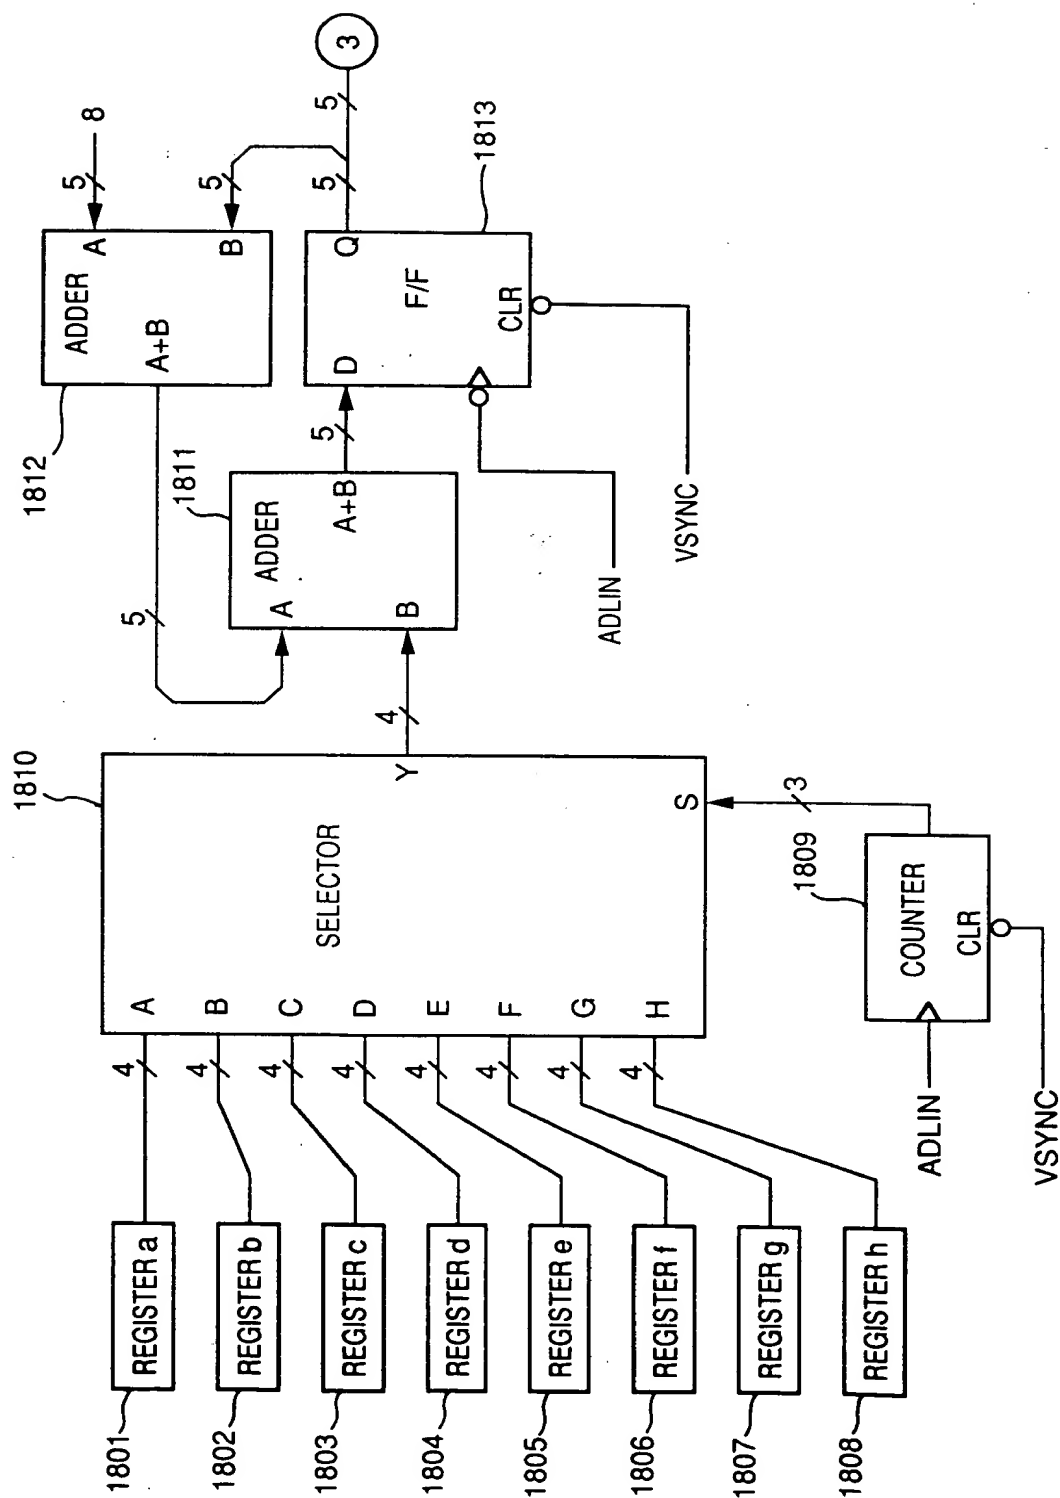 1801
REGISTER a
1802
REGISTER b
1803
REGISTER c
1804
REGISTER d
1805
REGISTER e
1806
REGISTER f
1807
REGISTER g
1808
REGISTER h
4
4
4
4
4
4
4
4
A
B
C
D
E
F
G
H
SELECTOR
1810
Y
S
ADLIN
VSYNC
COUNTER
CLR
1809
3
4
5
A
B
ADDER
A+B
1811
1812
ADDER
A+B
A
B
5
8
5
5
D
F/F
Q
CLR
1813
ADLIN
VSYNC
5
5
3